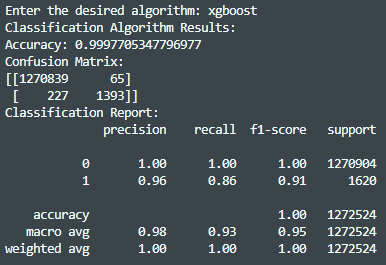 Enter the desired algorithm: xgboost
Classification Algorithm Results:
Accuracy: 0.9997705347796977
Confusion Matrix:
[[1270839 65]
[ 227 1393]]
Classification Report:
precision recall f1-score support
0 1.00 1.00 1.00 1270904
1 0.96 0.86 0.91 1620
accuracy 1.00 1272524
macro avg 0.98 0.93 0.95 1272524
weighted avg 1.00 1.00 1.00 1272524